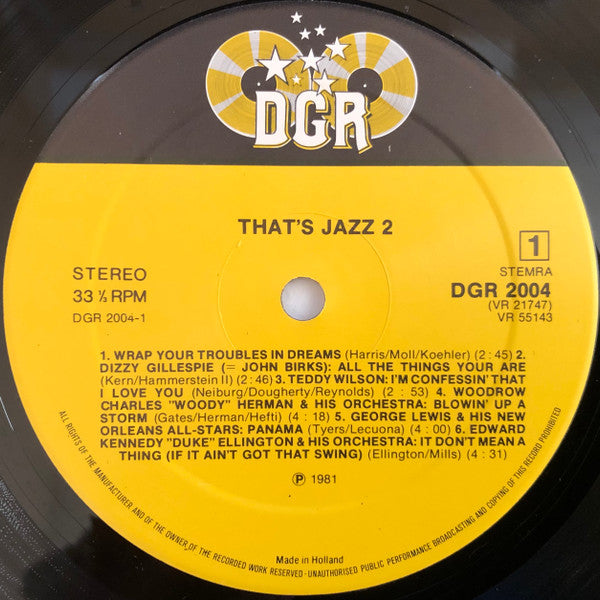 DGR
THAT'S JAZZ 2
STEREO
33 ⅓ RPM
DGR 2004-1
1
STEMRA
DGR 2004
(VR 21747)
VR 55143
1. WRAP YOUR TROUBLES IN DREAMS (Harris/Moll/Koehler) (2 : 45) 2.
DIZZY GILLESPIE (= JOHN BIRKS): ALL THE THINGS YOUR ARE
(Kern/Hammerstein II) (2 : 46) 3. TEDDY WILSON: I'M CONFESSIN' THAT
I LOVE YOU (Neiburg/Dougherty/Reynolds) (2 : 53) 4. WOODROW
CHARLES "WOODY" HERMAN & HIS ORCHESTRA: BLOWIN' UP A
STORM (Gates/Herman/Hefti) (4 : 18) 5. GEORGE LEWIS & HIS NEW
ORLEANS ALL-STARS: PANAMA (Tyers/Lecuona) (4 : 00) 6. EDWARD
KENNEDY "DUKE" ELLINGTON & HIS ORCHESTRA: IT DON'T MEAN A
THING (IF IT AIN'T GOT THAT SWING) (Ellington/Mills) (4 : 31)
℗ 1981
Made in Holland
ALL RIGHTS OF THE MANUFACTURER AND OF THE OWNER OF THE RECORDED WORK RESERVED - UNAUTHORISED PUBLIC PERFORMANCE BROADCASTING AND COPYING OF THIS RECORD PROHIBITED